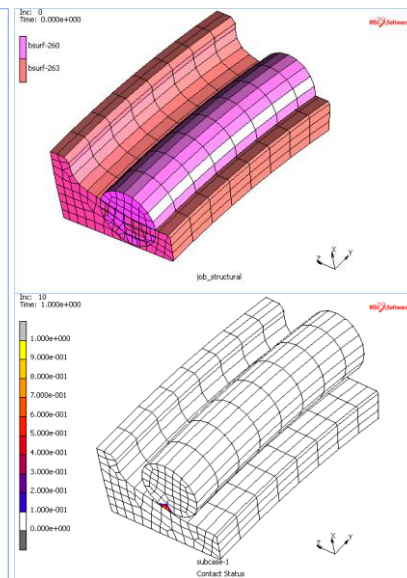 Inc: 0
Time: 0.000e+000
MSC Software
bsurf-260
bsurf-263
X
Y
Z
job_structural
Inc: 10
Time: 1.000e+000
MSC Software
1.000e+000
9.000e-001
8.000e-001
7.000e-001
6.000e-001
5.000e-001
4.000e-001
3.000e-001
2.000e-001
1.000e-001
0.000e+000
X
Y
Z
subcase-1
Contact Status